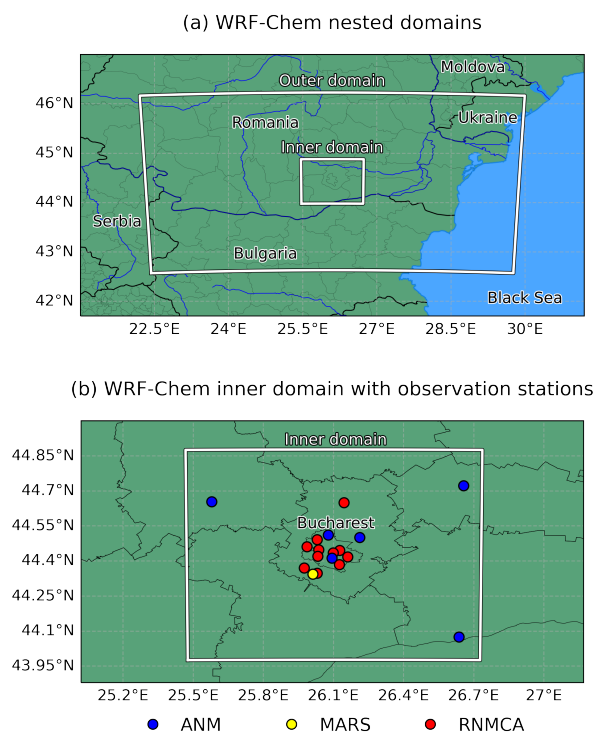 (a) WRF-Chem nested domains
Moldova
Outer domain
46°N
Ukraine
Romania
45°N
Inner domain
44°N
Serbia
43°N
Bulgaria
42°N
Black Sea
22.5°E 24°E 25.5°E 27°E 28.5°E 30°E
(b) WRF-Chem inner domain with observation stations
Inner domain
44.85°N
44.7°N
44.55°N
Bucharest
44.4°N
44.25°N
44.1°N
43.95°N
25.2°E 25.5°E 25.8°E 26.1°E 26.4°E 26.7°E 27°E
ANM MARS RNMCA